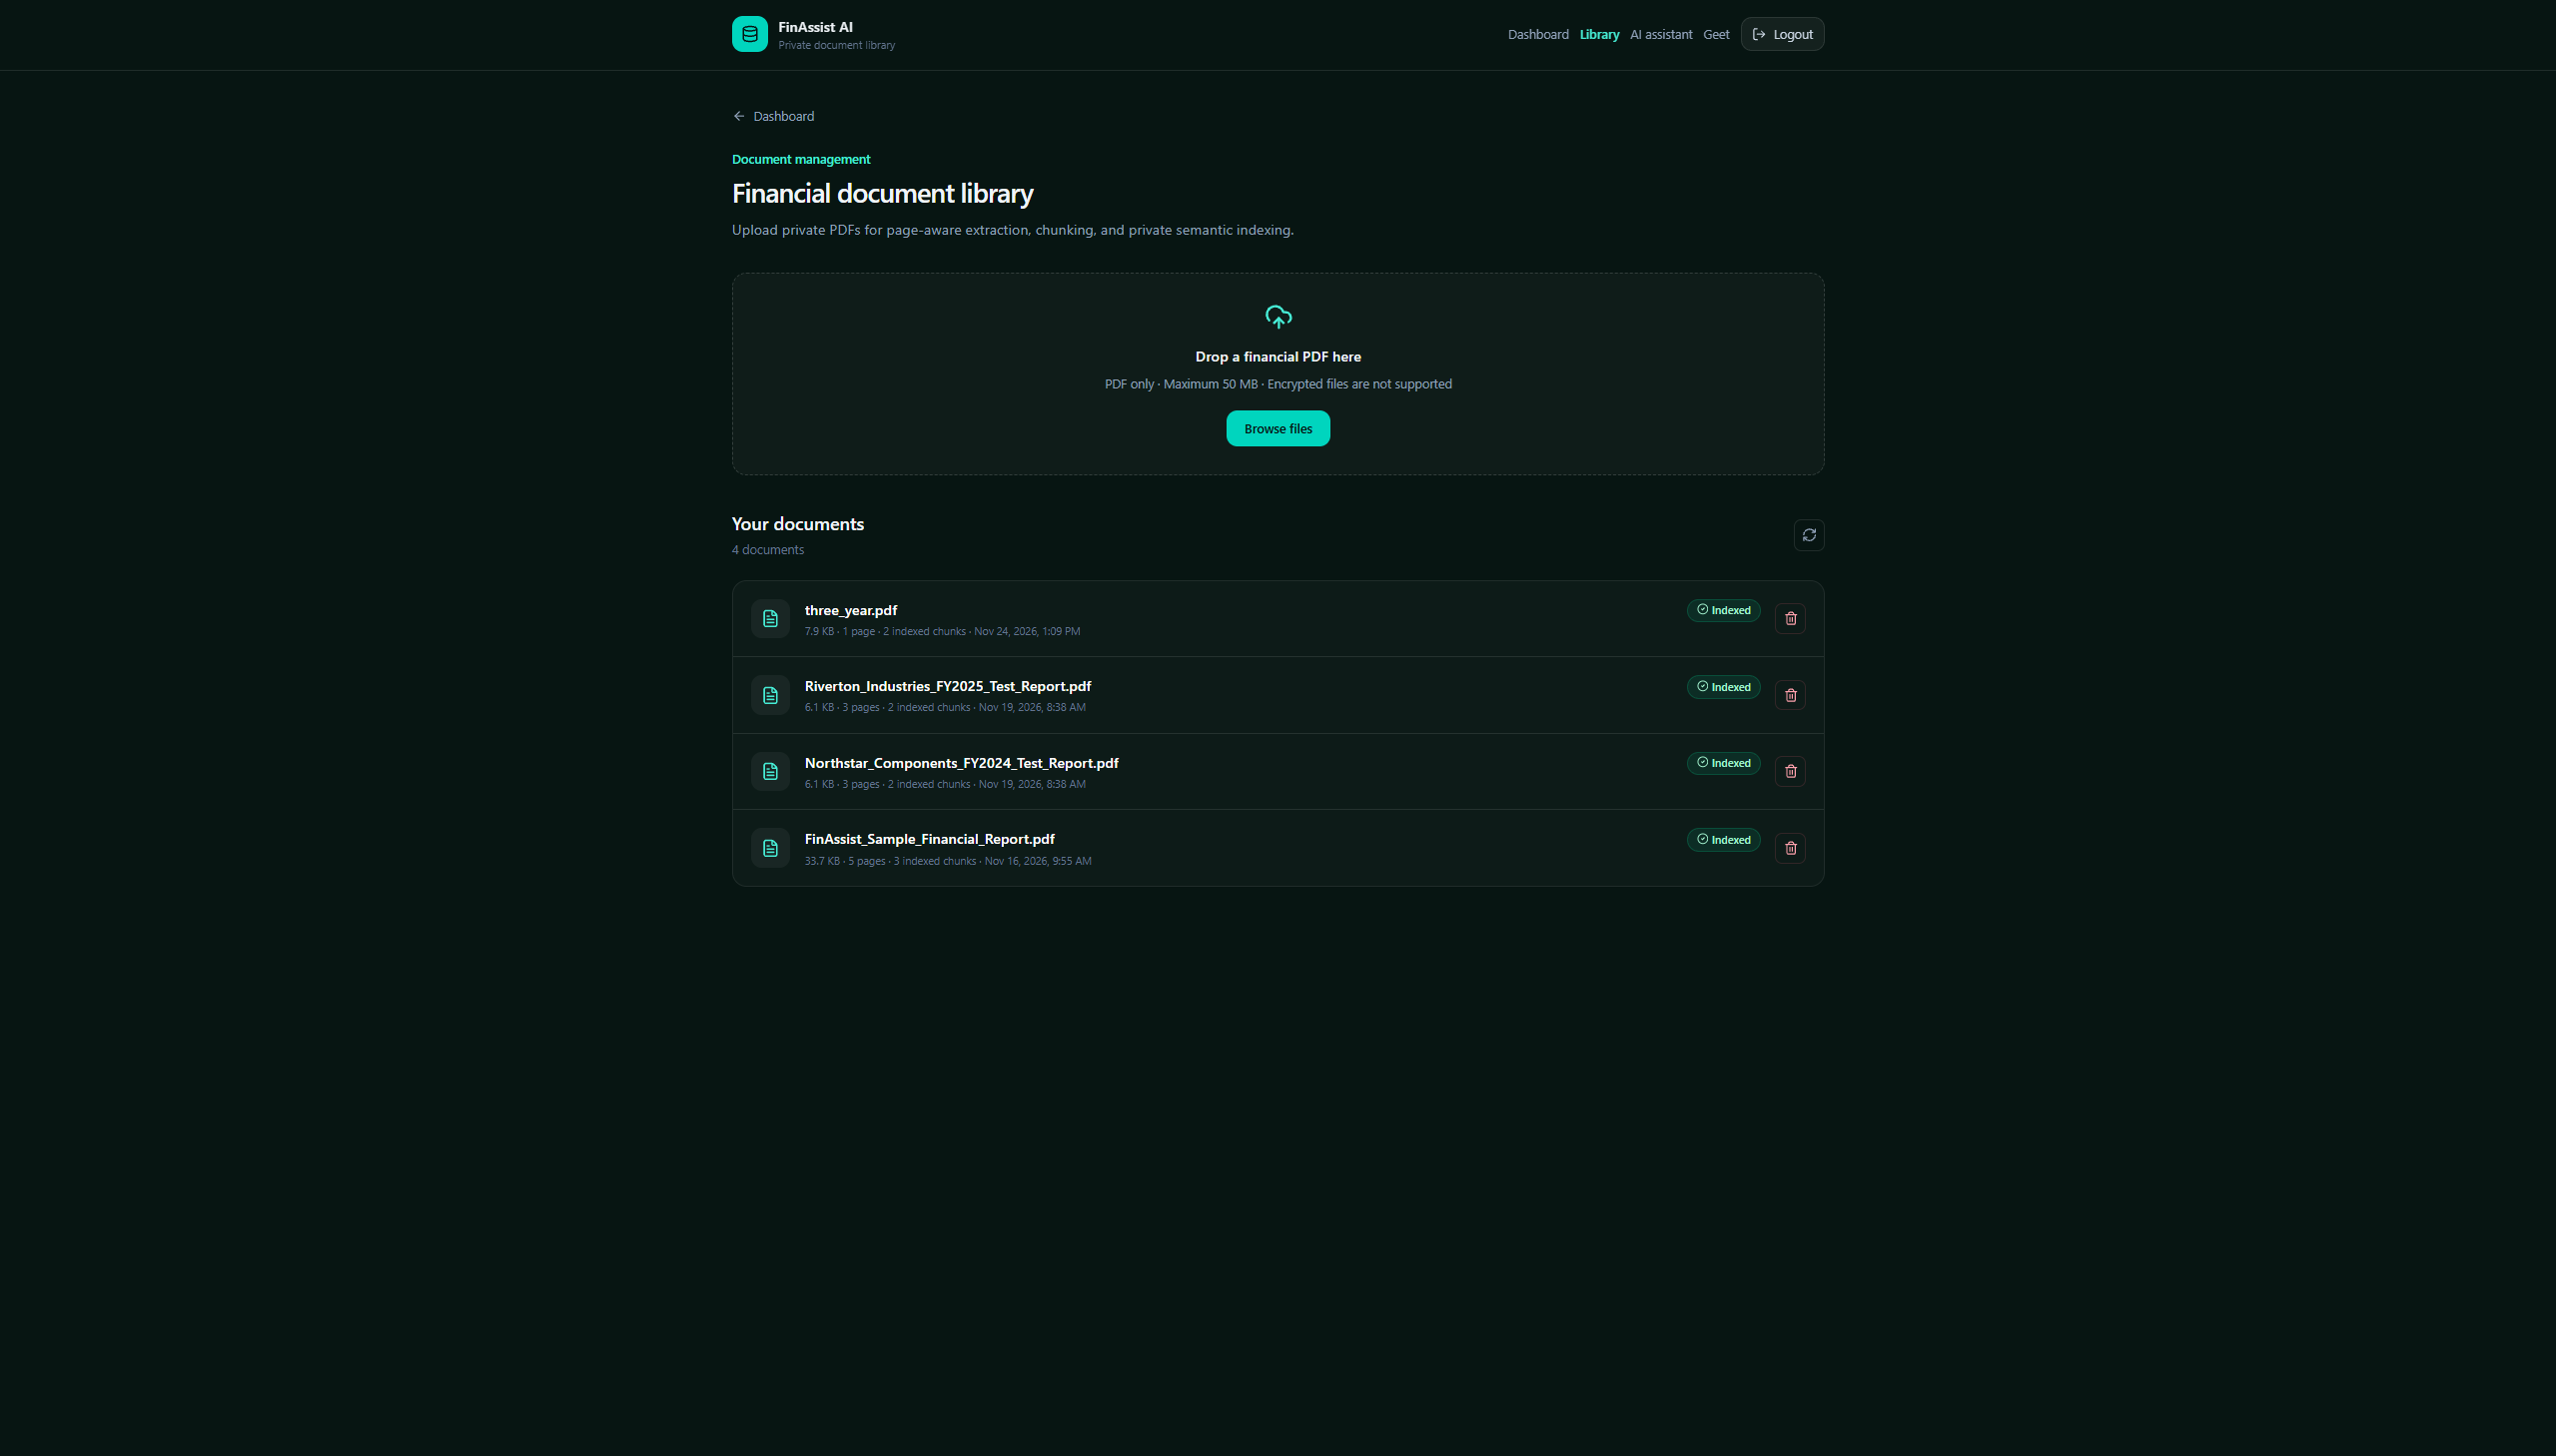 FinAssist AI
Private document library
Dashboard Library AI assistant Geet Logout
Dashboard
Document management
Financial document library
Upload private PDFs for page-aware extraction, chunking, and private semantic indexing.
Drop a financial PDF here
PDF only · Maximum 50 MB · Encrypted files are not supported
Browse files
Your documents
4 documents
three_year.pdf
7.9 KB · 1 page · 2 indexed chunks · Nov 24, 2026, 1:09 PM
Indexed
Riverton_Industries_FY2025_Test_Report.pdf
6.1 KB · 3 pages · 2 indexed chunks · Nov 19, 2026, 8:38 AM
Indexed
Northstar_Components_FY2024_Test_Report.pdf
6.1 KB · 3 pages · 2 indexed chunks · Nov 19, 2026, 8:38 AM
Indexed
FinAssist_Sample_Financial_Report.pdf
33.7 KB · 5 pages · 3 indexed chunks · Nov 16, 2026, 9:55 AM
Indexed